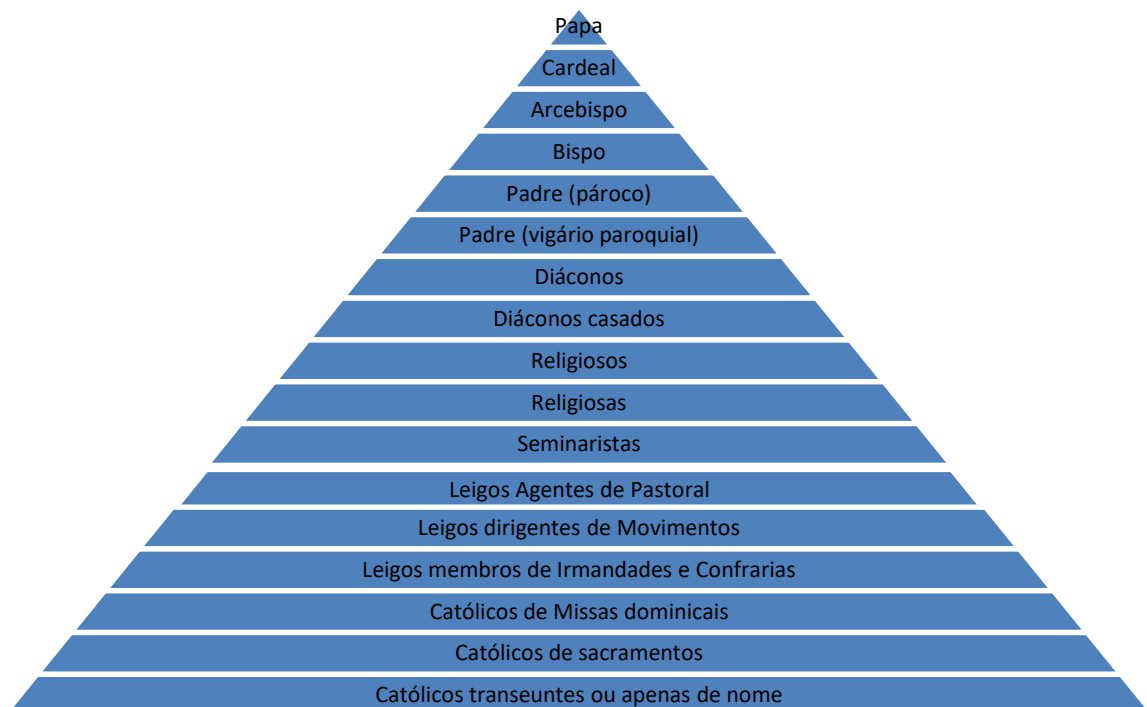 Papa
Cardeal
Arcebispo
Bispo
Padre (pároco)
Padre (vigário paroquial)
Diáconos
Diáconos casados
Religiosos
Religiosas
Seminaristas
Leigos Agentes de Pastoral
Leigos dirigentes de Movimentos
Leigos membros de Irmandades e Confrarias
Católicos de Missas dominicais
Católicos de sacramentos
Católicos transeuntes ou apenas de nome